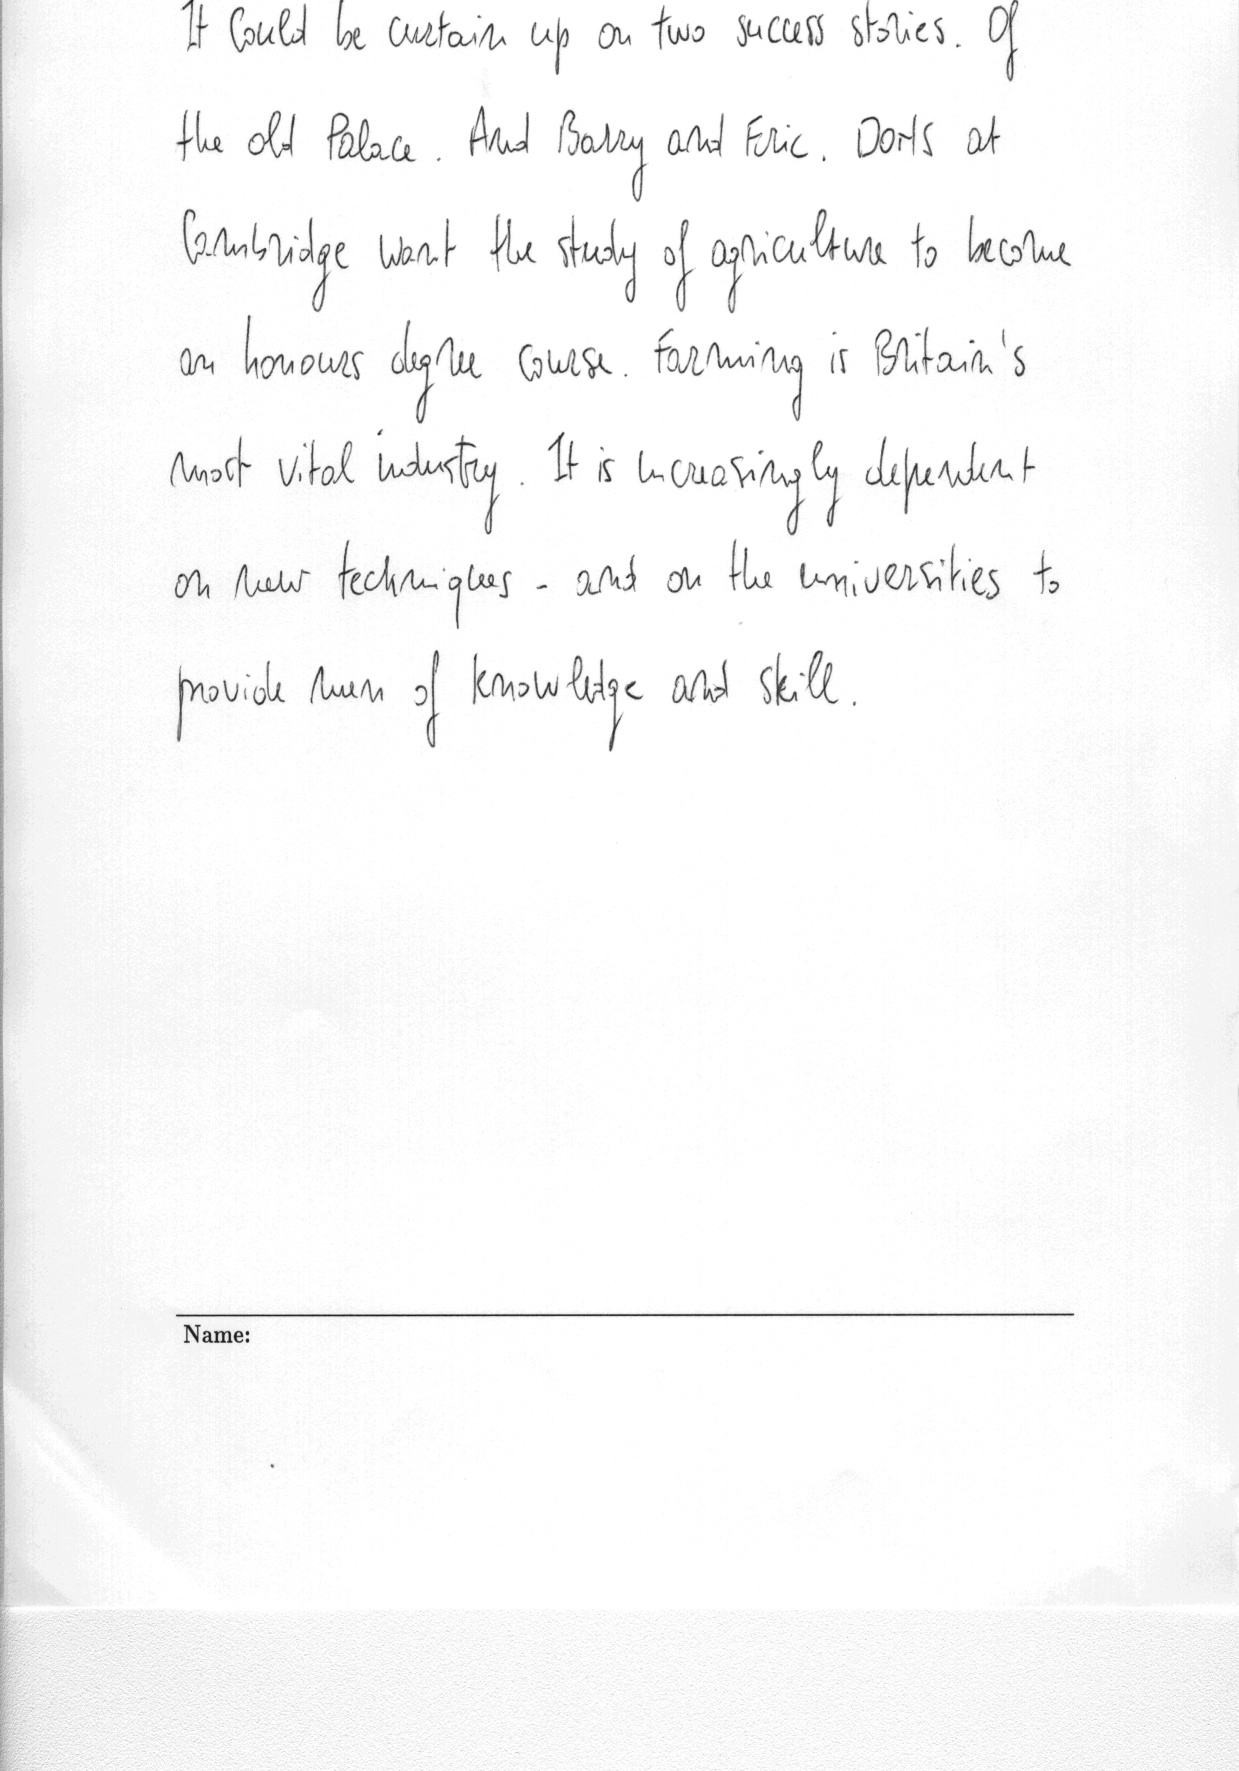 It could be curtain up on two success stories. Of
the old Palace. And Barry and Eric. Dons at
Cambridge want the study of agriculture to become
an honours degree course. Farming is Britain's
most vital industry. It is increasingly dependent
on new techniques - and on the universities to
provide men of knowledge and skill.
Name: